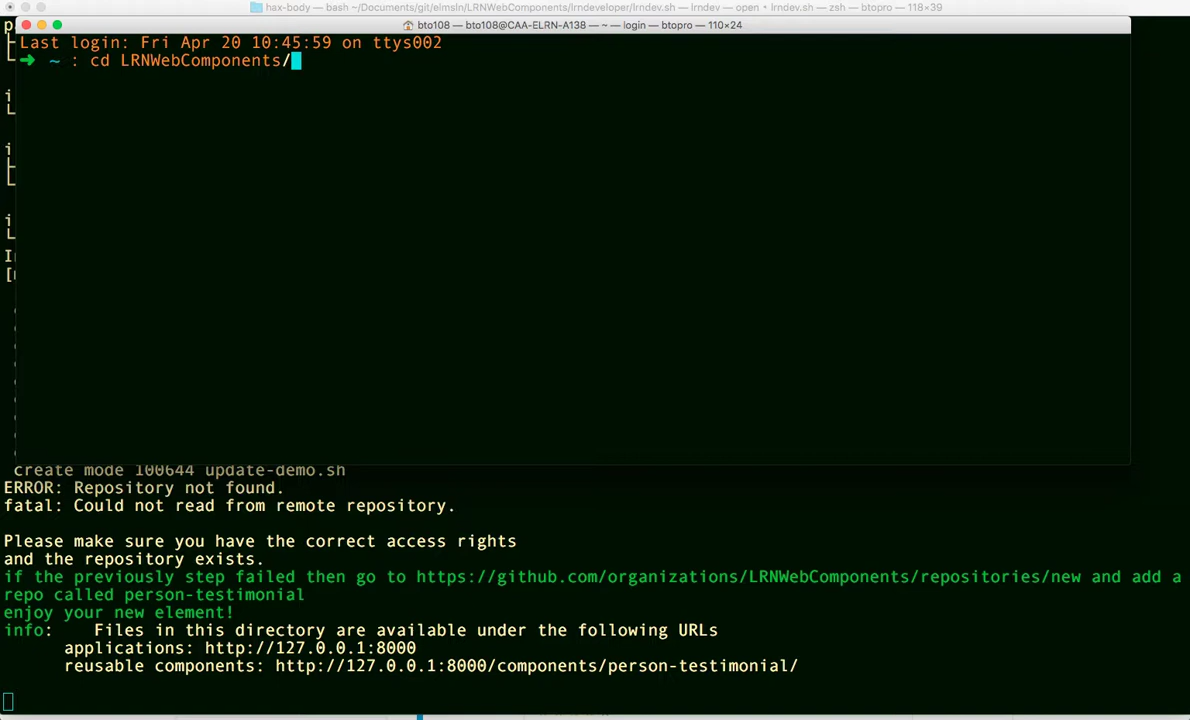 hax-body — bash ~/Documents/git/elmsln/LRNWebComponents/lrndeveloper/lrndev.sh — lrndev — open • lrndev.sh — zsh — btopro — 118×39
bto108 — bto108@CAA-ELRN-A138 — ~ — login — btopro — 110×24
Last login: Fri Apr 20 10:45:59 on ttys002
➜ ~ : cd LRNWebComponents/
create mode 100644 update-demo.sh
ERROR: Repository not found.
fatal: Could not read from remote repository.
Please make sure you have the correct access rights
and the repository exists.
if the previously step failed then go to https://github.com/organizations/LRNWebComponents/repositories/new and add a
repo called person-testimonial
enjoy your new element!
info: Files in this directory are available under the following URLs
applications: http://127.0.0.1:8000
reusable components: http://127.0.0.1:8000/components/person-testimonial/